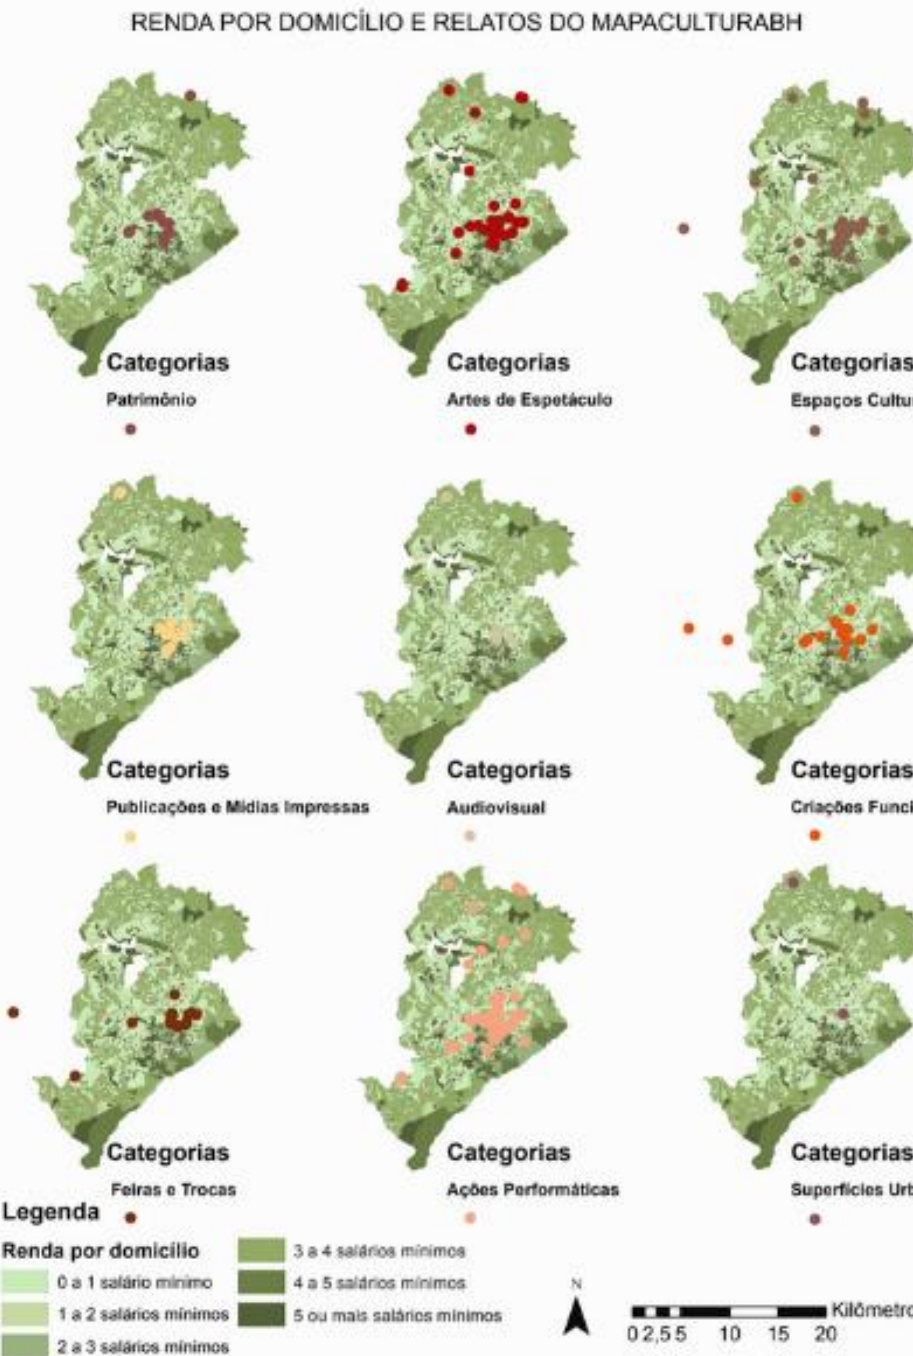 RENDA POR DOMICÍLIO E RELATOS DO MAPACULTURABH
Categorias
Patrimônio
Categorias
Artes de Espetáculo
Categorias
Espaços Cultu
Categorias
Publicações e Mídias Impressas
Categorias
Audiovisual
Categorias
Criações Funci
Categorias
Feiras e Trocas
Categorias
Ações Performáticas
Categorias
Superfícies Urt
Legenda
Renda por domicílio
0 a 1 salário mínimo
1 a 2 salários mínimos
2 a 3 salários mínimos
3 a 4 salários mínimos
4 a 5 salários mínimos
5 ou mais salários mínimos
N
Kilômetro
0 2,5 5 10 15 20